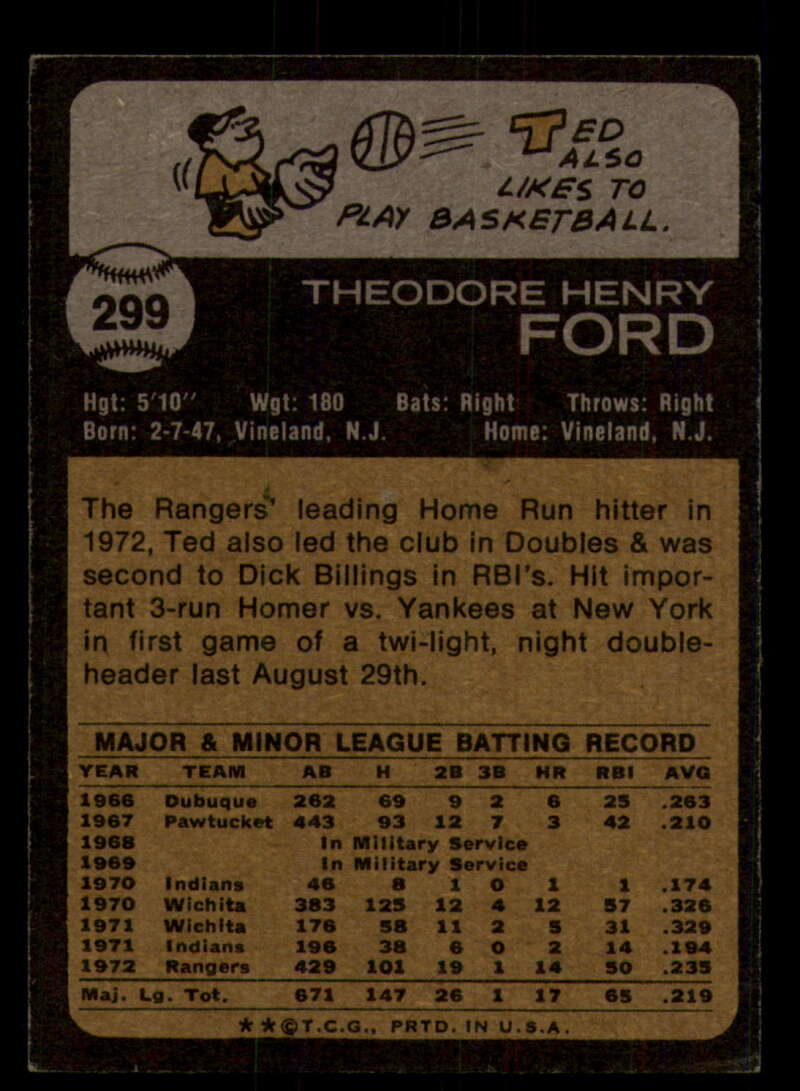 TED
ALSO
LIKES TO
PLAY BASKETBALL.
299
THEODORE HENRY
FORD
Hgt: 5'10" Wgt: 180 Bats: Right Throws: Right
Born: 2-7-47, Vineland, N.J. Home: Vineland, N.J.
The Rangers' leading Home Run hitter in
1972, Ted also led the club in Doubles & was
second to Dick Billings in RBI's. Hit impor-
tant 3-run Homer vs. Yankees at New York
in first game of a twi-light, night double-
header last August 29th.
MAJOR & MINOR LEAGUE BATTING RECORD
YEAR TEAM AB H 2B 3B HR RBI AVG
1966 Dubuque 262 69 9 2 6 25 .263
1967 Pawtucket 443 93 12 7 3 42 .210
1968 In Military Service
1969 In Military Service
1970 Indians 46 8 1 0 1 1 .174
1970 Wichita 383 125 12 4 12 57 .326
1971 Wichita 176 58 11 2 5 31 .329
1971 Indians 196 38 6 0 2 14 .194
1972 Rangers 429 101 19 1 14 50 .235
Maj. Lg. Tot. 671 147 26 1 17 65 .219
★★©T.C.G., PRTD. IN U.S.A.